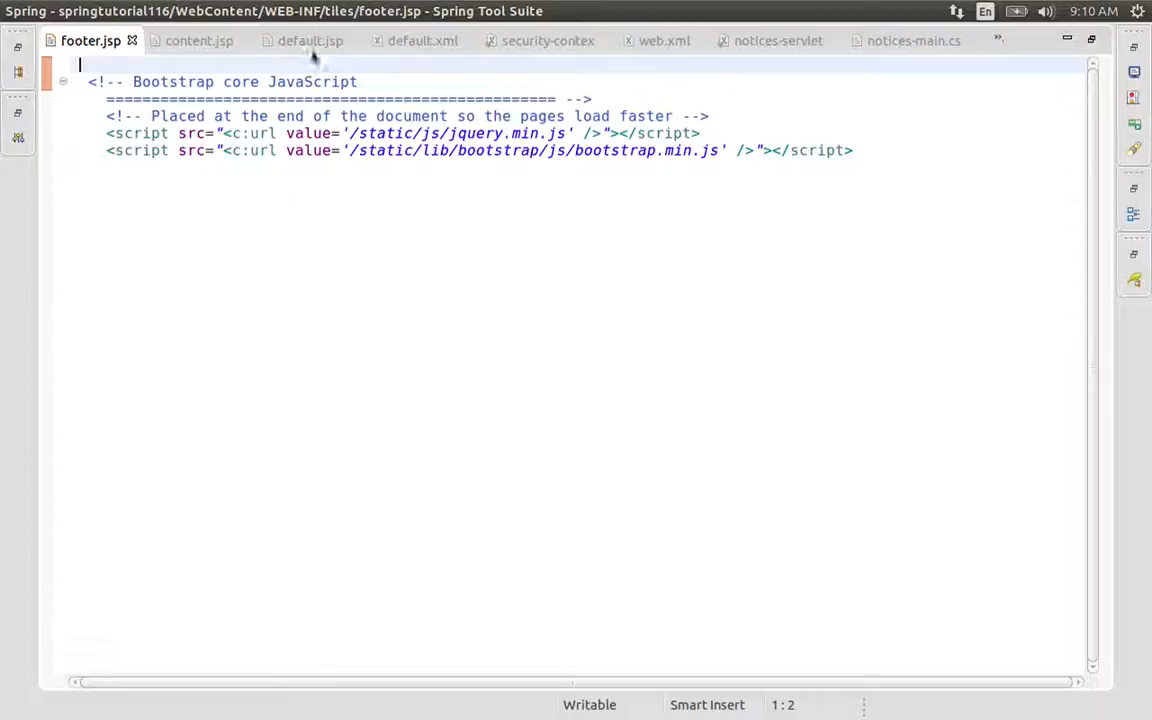 Spring - springtutorial116/WebContent/WEB-INF/tiles/footer.jsp - Spring Tool Suite
En
9:10 AM
footer.jsp
content.jsp
default.jsp
default.xml
security-contex
web.xml
notices-servlet
notices-main.cs
<!-- Bootstrap core JavaScript
================================================== -->
<!-- Placed at the end of the document so the pages load faster -->
<script src="<c:url value='/static/js/jquery.min.js' />"></script>
<script src="<c:url value='/static/lib/bootstrap/js/bootstrap.min.js' />"></script>
Writable
Smart Insert
1 : 2